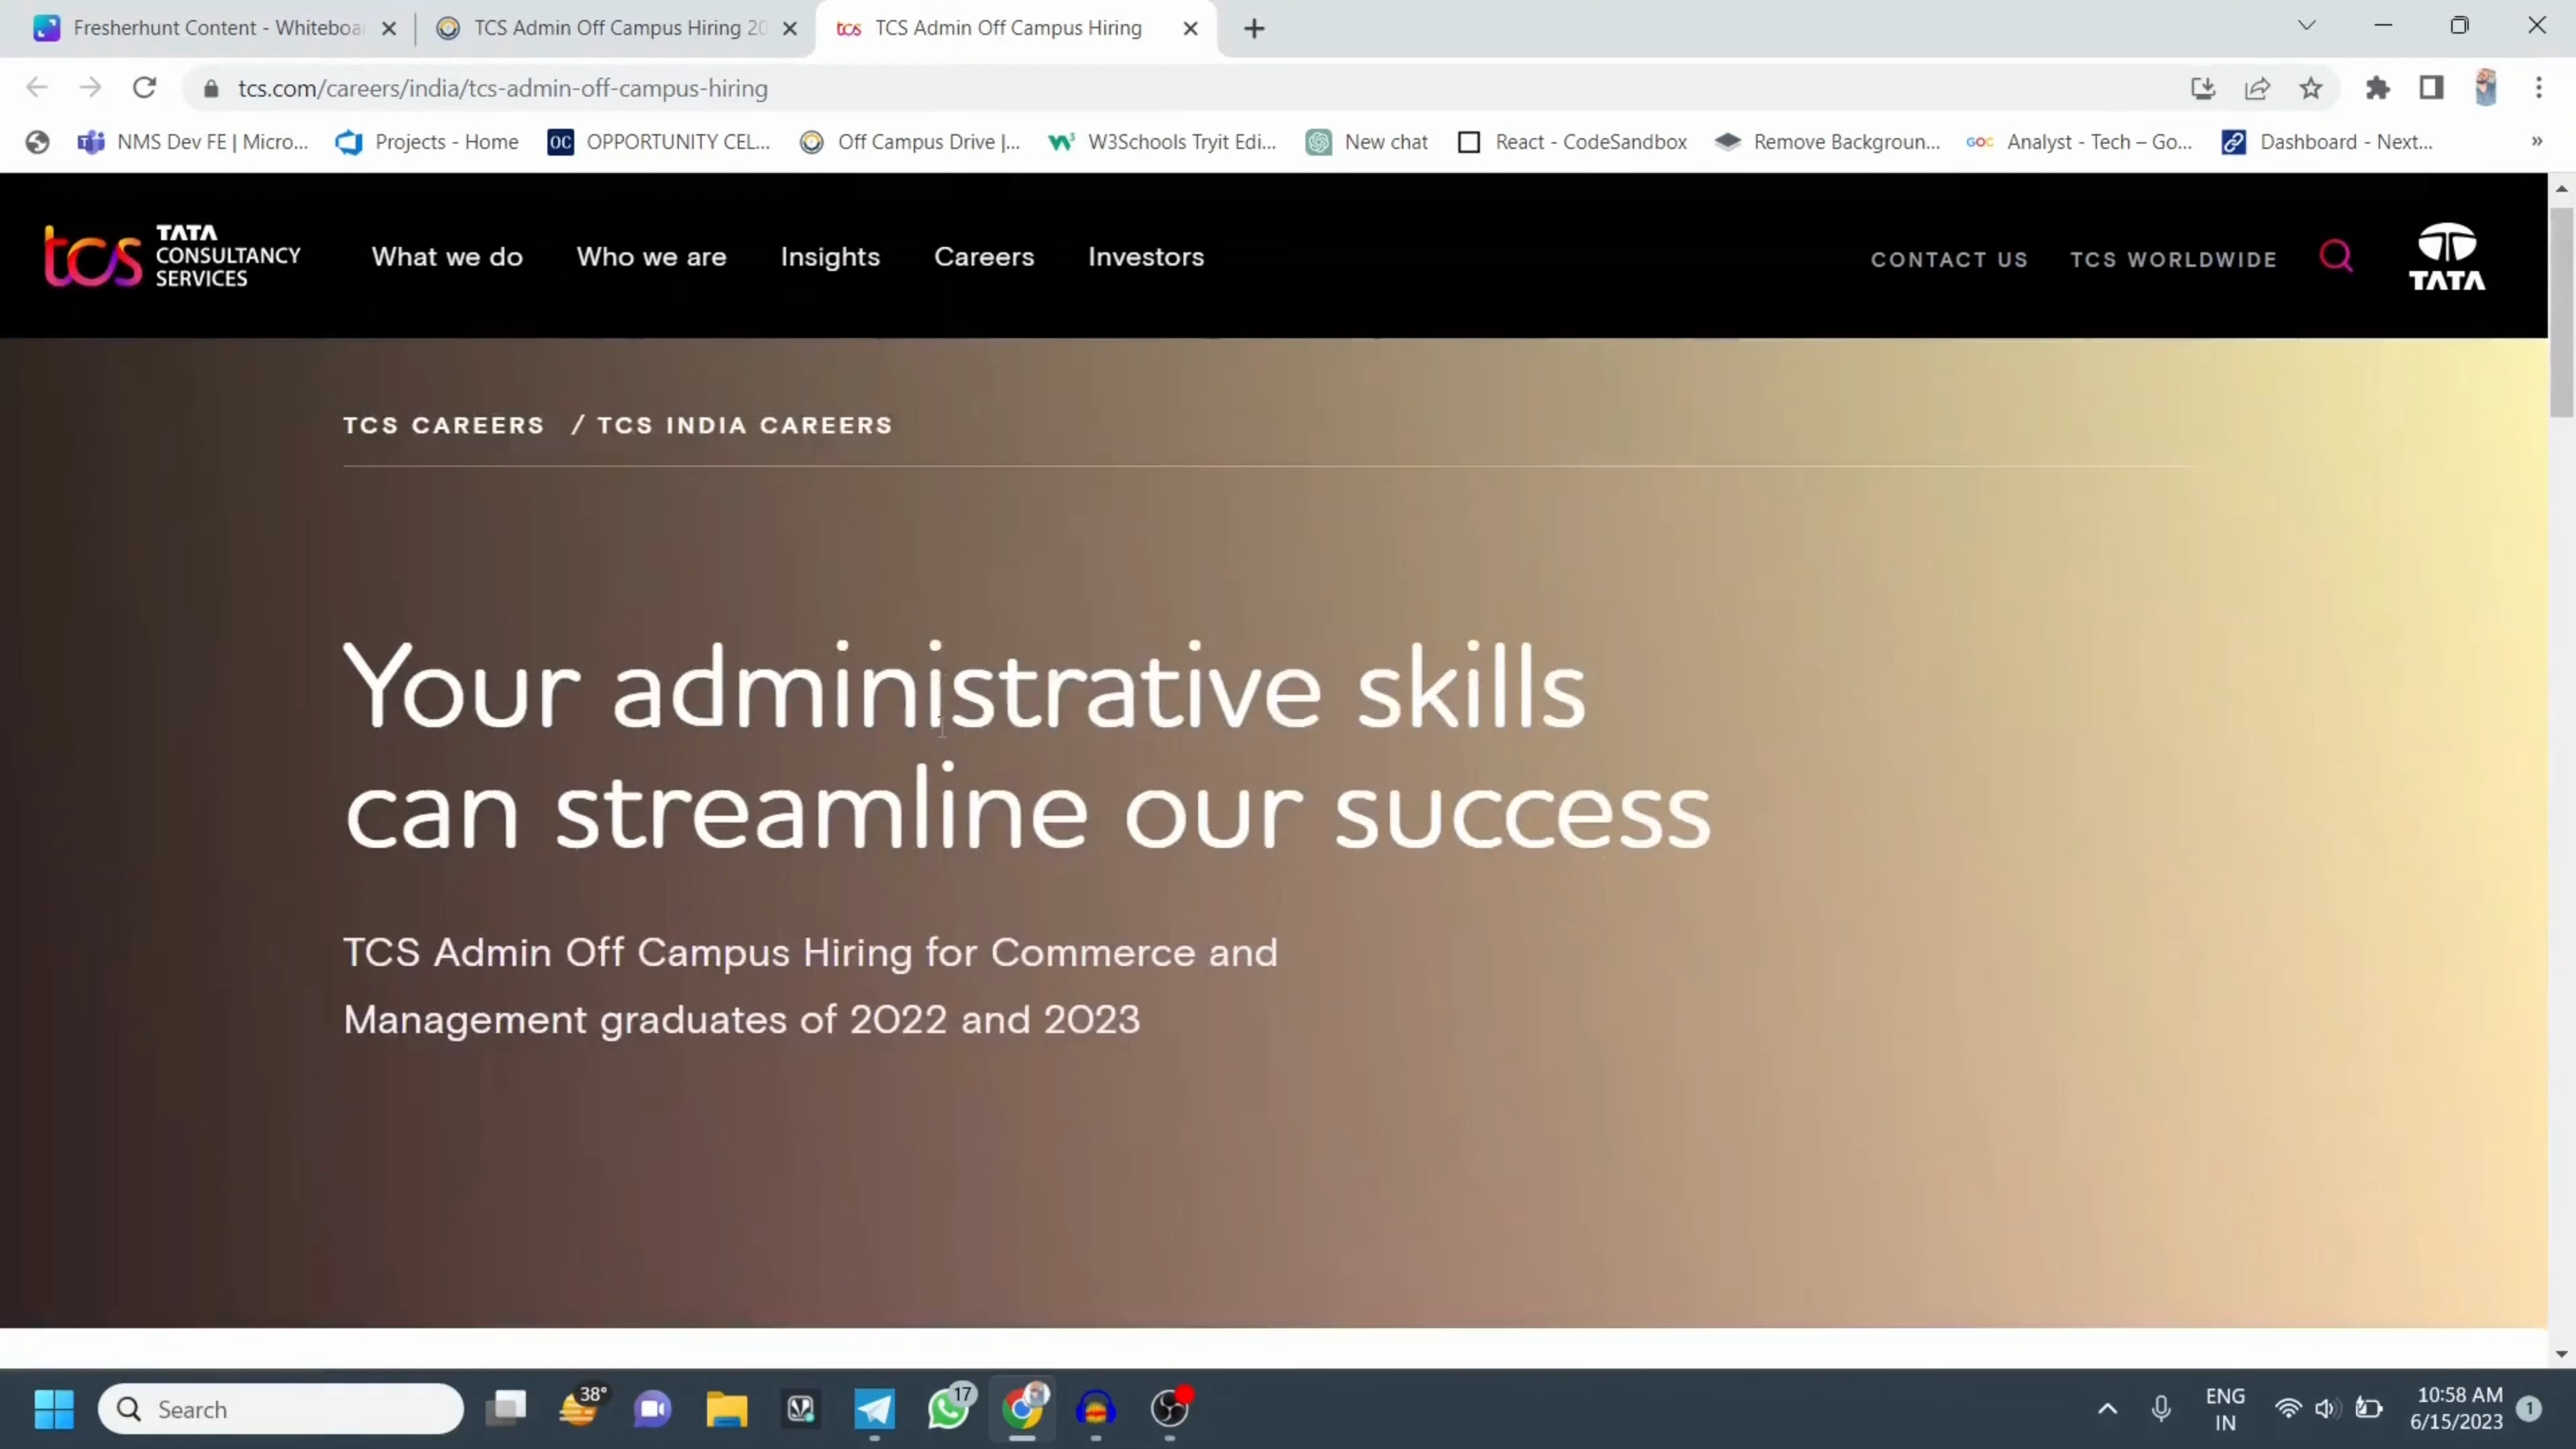 Fresherhunt Content - Whiteboa
TCS Admin Off Campus Hiring 20
tcs TCS Admin Off Campus Hiring
tcs.com/careers/india/tcs-admin-off-campus-hiring
NMS Dev FE | Micro...
Projects - Home
OC OPPORTUNITY CEL...
Off Campus Drive |...
W3Schools Tryit Edi...
New chat
React - CodeSandbox
Remove Backgroun...
GOC Analyst - Tech – Go...
Dashboard - Next...
tcs TATA
CONSULTANCY
SERVICES
What we do
Who we are
Insights
Careers
Investors
CONTACT US
TCS WORLDWIDE
TATA
TCS CAREERS / TCS INDIA CAREERS
Your administrative skills
can streamline our success
TCS Admin Off Campus Hiring for Commerce and
Management graduates of 2022 and 2023
Search
38°
17
ENG
IN
10:58 AM
6/15/2023
1